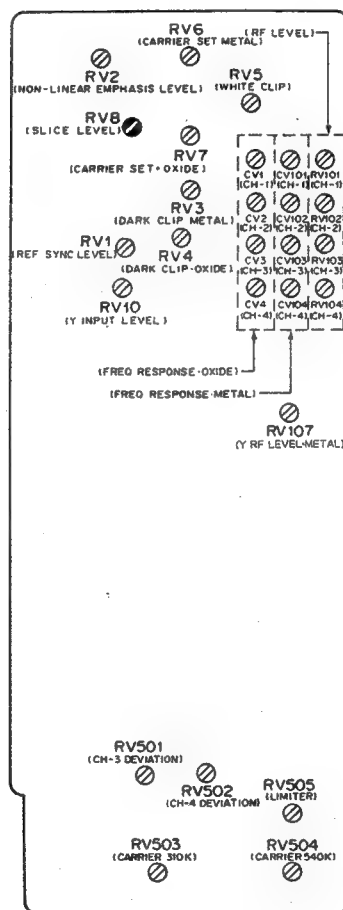 RV6
(CARRIER SET METAL)
(RF LEVEL)
RV2
(NON-LINEAR EMPHASIS LEVEL)
RV5
(WHITE CLIP)
RV8
(SLICE LEVEL)
RV7
(CARRIER SET-OXIDE)
CV1 CV101 RV101
(CH-1) (CH-1) (CH-1)
RV3
(DARK CLIP METAL)
CV2 CV102 RV102
(CH-2) (CH-2) (CH-2)
RV1
(REF SYNC LEVEL)
RV4
(DARK CLIP-OXIDE)
CV3 CV103 RV103
(CH-3) (CH-3) (CH-3)
RV10
(Y INPUT LEVEL)
CV4 CV104 RV104
(CH-4) (CH-4) (CH-4)
(FREQ RESPONSE-OXIDE)
(FREQ RESPONSE-METAL)
RV107
(Y RF LEVEL-METAL)
RV501
(CH-3 DEVIATION)
RV502
(CH-4 DEVIATION)
RV505
(LIMITER)
RV503
(CARRIER 310K)
RV504
(CARRIER 540K)